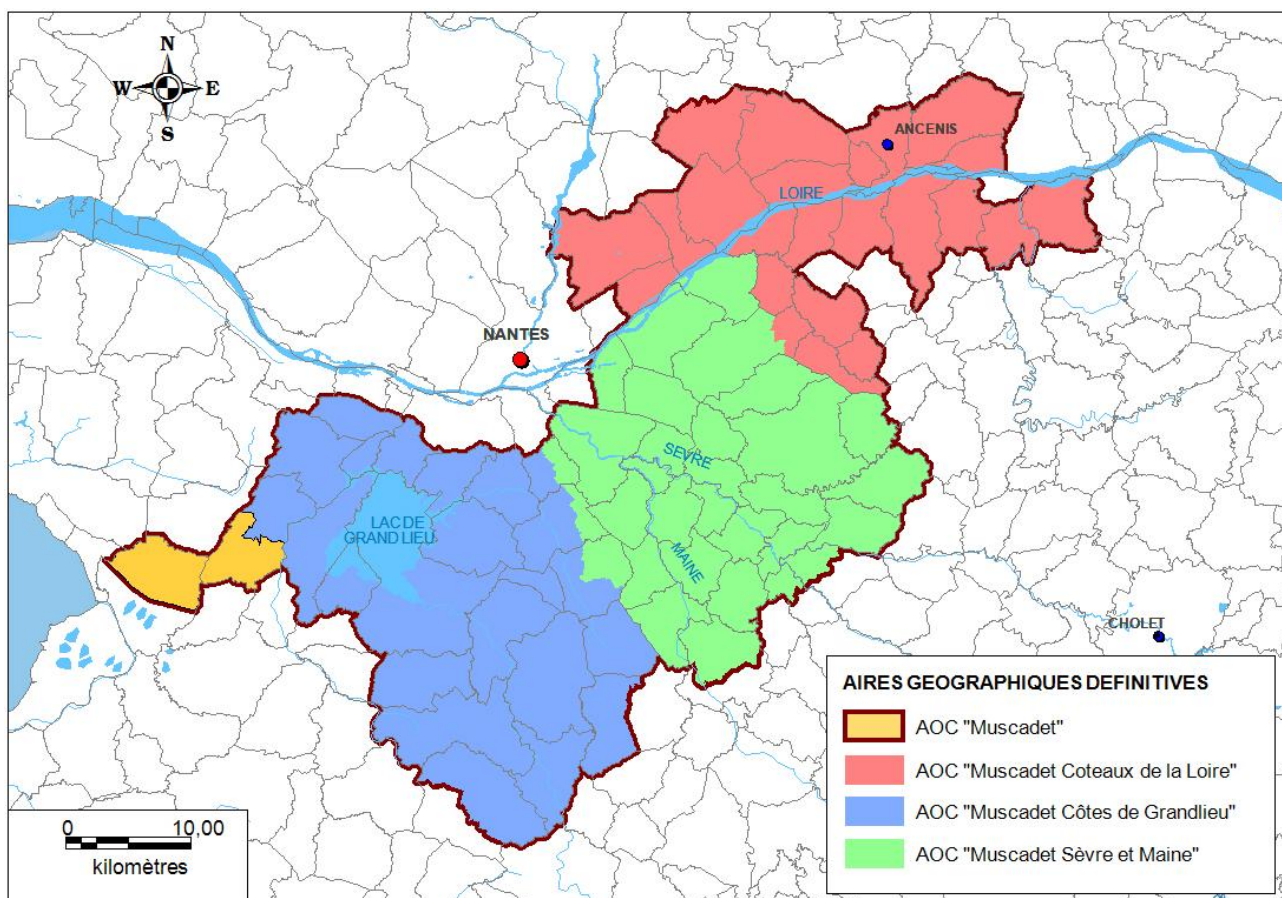 N
W E
S
ANCENIS
LOIRE
NANTES
SEVRE
LAC DE
GRAND LIEU
MAINE
CHOLET
AIRES GEOGRAPHIQUES DEFINITIVES
AOC "Muscadet"
AOC "Muscadet Coteaux de la Loire"
AOC "Muscadet Côtes de Grandlieu"
AOC "Muscadet Sèvre et Maine"
0 10,00
kilomètres